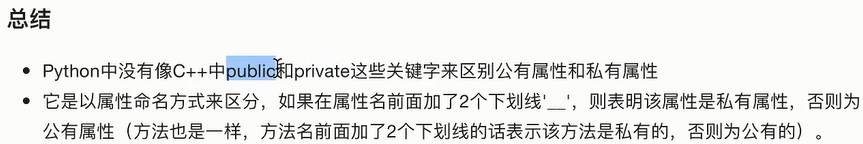 总结
Python中没有像C++中public和private这些关键字来区别公有属性和私有属性
它是以属性命名方式来区分，如果在属性名前面加了2个下划线'__'，则表明该属性是私有属性，否则为
公有属性（方法也是一样，方法名前面加了2个下划线的话表示该方法是私有的，否则为公有的）。